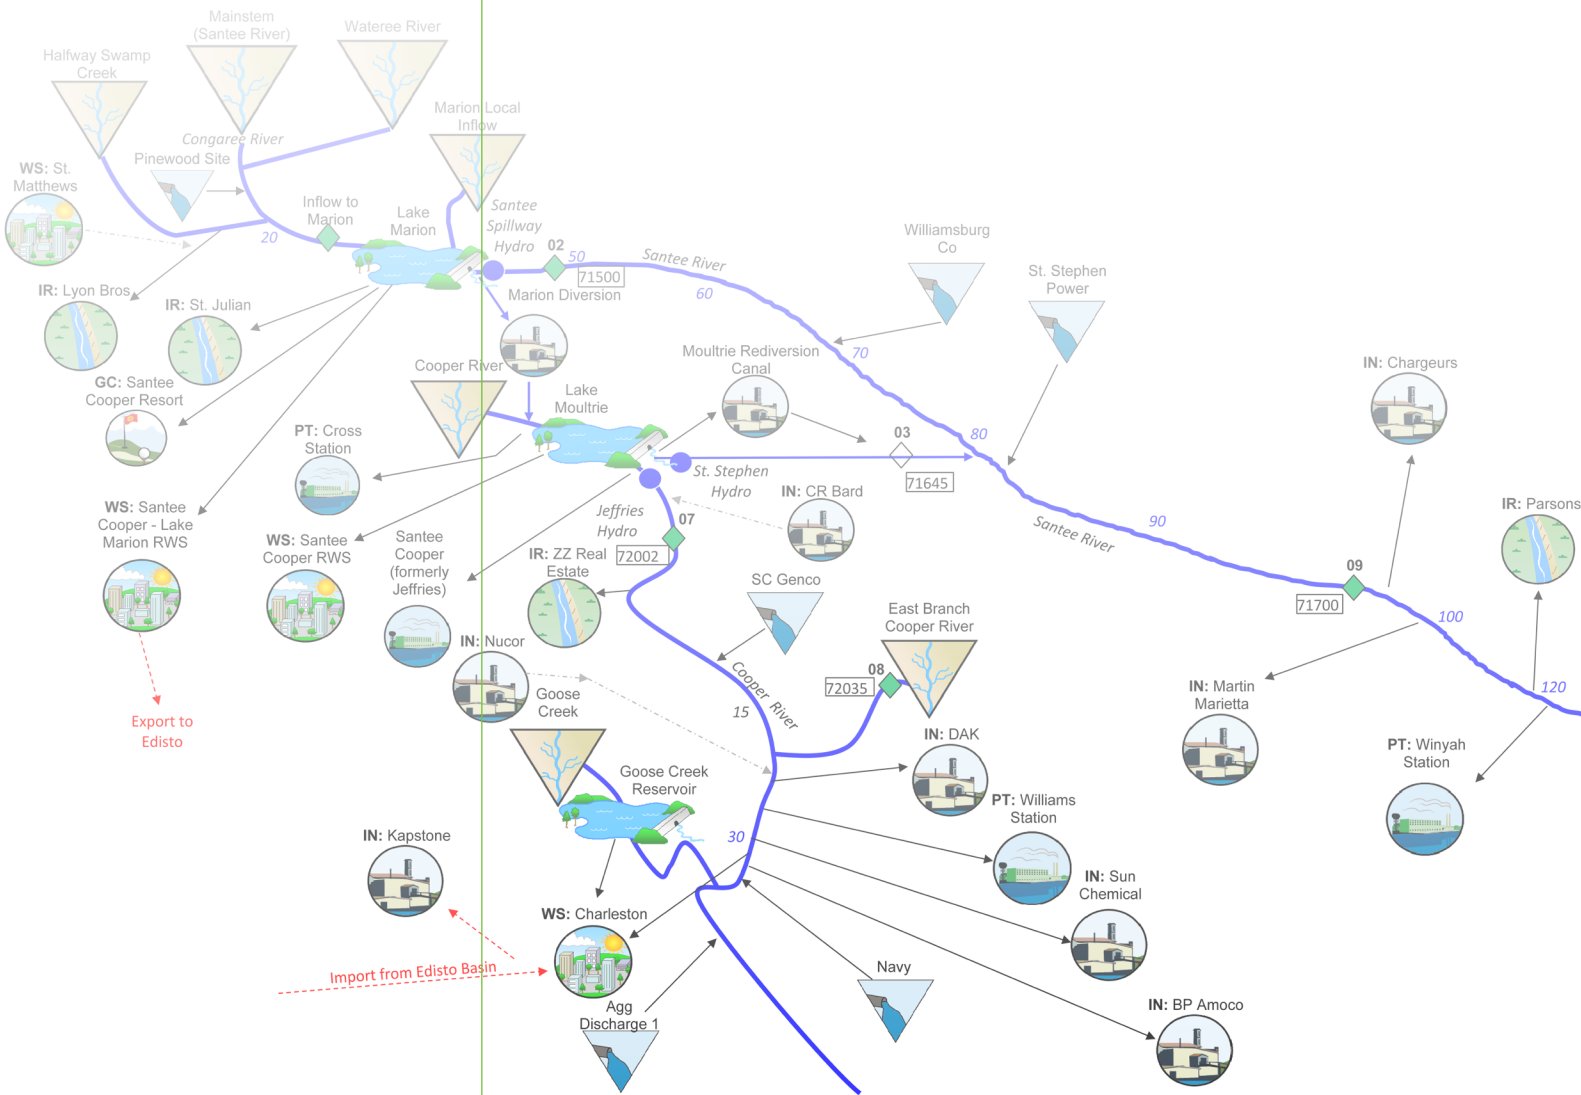 Mainstem
(Santee River)
Wateree River
Halfway Swamp
Creek
Marion Local
Inflow
Congaree River
Pinewood Site
WS: St.
Matthews
Inflow to
Marion
Lake
Marion
Santee
Spillway
Hydro
20
02
50
71500
Santee River
60
Marion Diversion
Williamsburg
Co
St. Stephen
Power
IR: Lyon Bros
IR: St. Julian
70
Cooper River
Moultrie Rediversion
Canal
IN: Chargeurs
GC: Santee
Cooper Resort
Lake
Moultrie
PT: Cross
Station
03
80
71645
St. Stephen
Hydro
IN: CR Bard
WS: Santee
Cooper - Lake
Marion RWS
WS: Santee
Cooper RWS
Santee
Cooper
(formerly
Jeffries)
Jeffries
Hydro
07
72002
IR: ZZ Real
Estate
90
Santee River
IR: Parsons
09
71700
100
SC Genco
East Branch
Cooper River
IN: Nucor
08
72035
Cooper River
15
Goose
Creek
120
IN: Martin
Marietta
Export to
Edisto
IN: DAK
PT: Winyah
Station
Goose Creek
Reservoir
PT: Williams
Station
30
IN: Kapstone
IN: Sun
Chemical
WS: Charleston
Import from Edisto Basin
Navy
Agg
Discharge 1
IN: BP Amoco